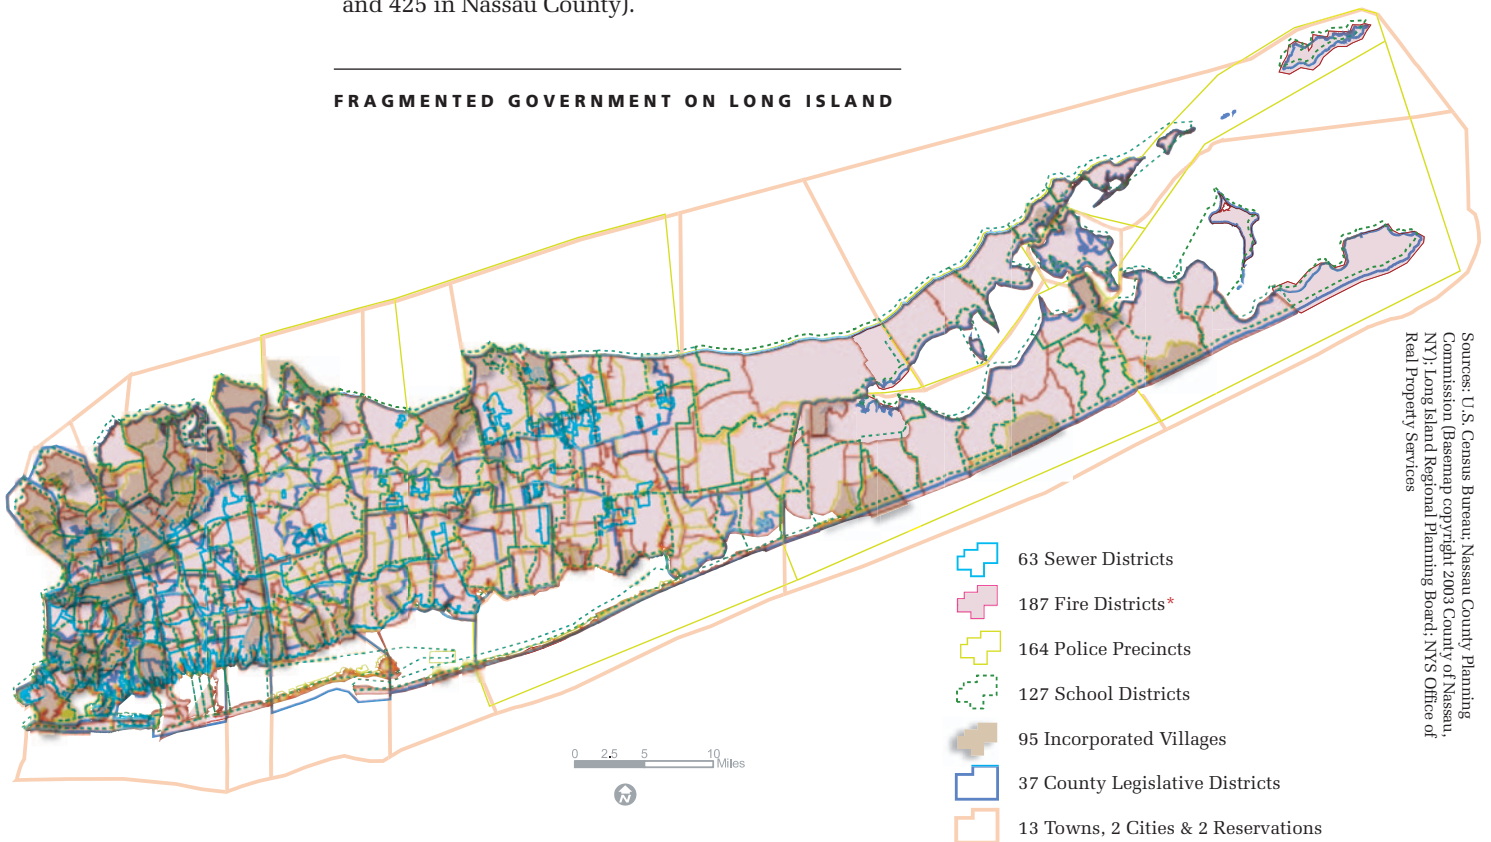 and 425 in Nassau County).
FRAGMENTED GOVERNMENT ON LONG ISLAND
Sources: U.S. Census Bureau; Nassau County Planning
Commission (Basemap copyright 2003 County of Nassau,
NY); Long Island Regional Planning Board; NYS Office of
Real Property Services
63 Sewer Districts
187 Fire Districts*
164 Police Precincts
127 School Districts
95 Incorporated Villages
37 County Legislative Districts
13 Towns, 2 Cities & 2 Reservations
0 2.5 5 10
Miles
N